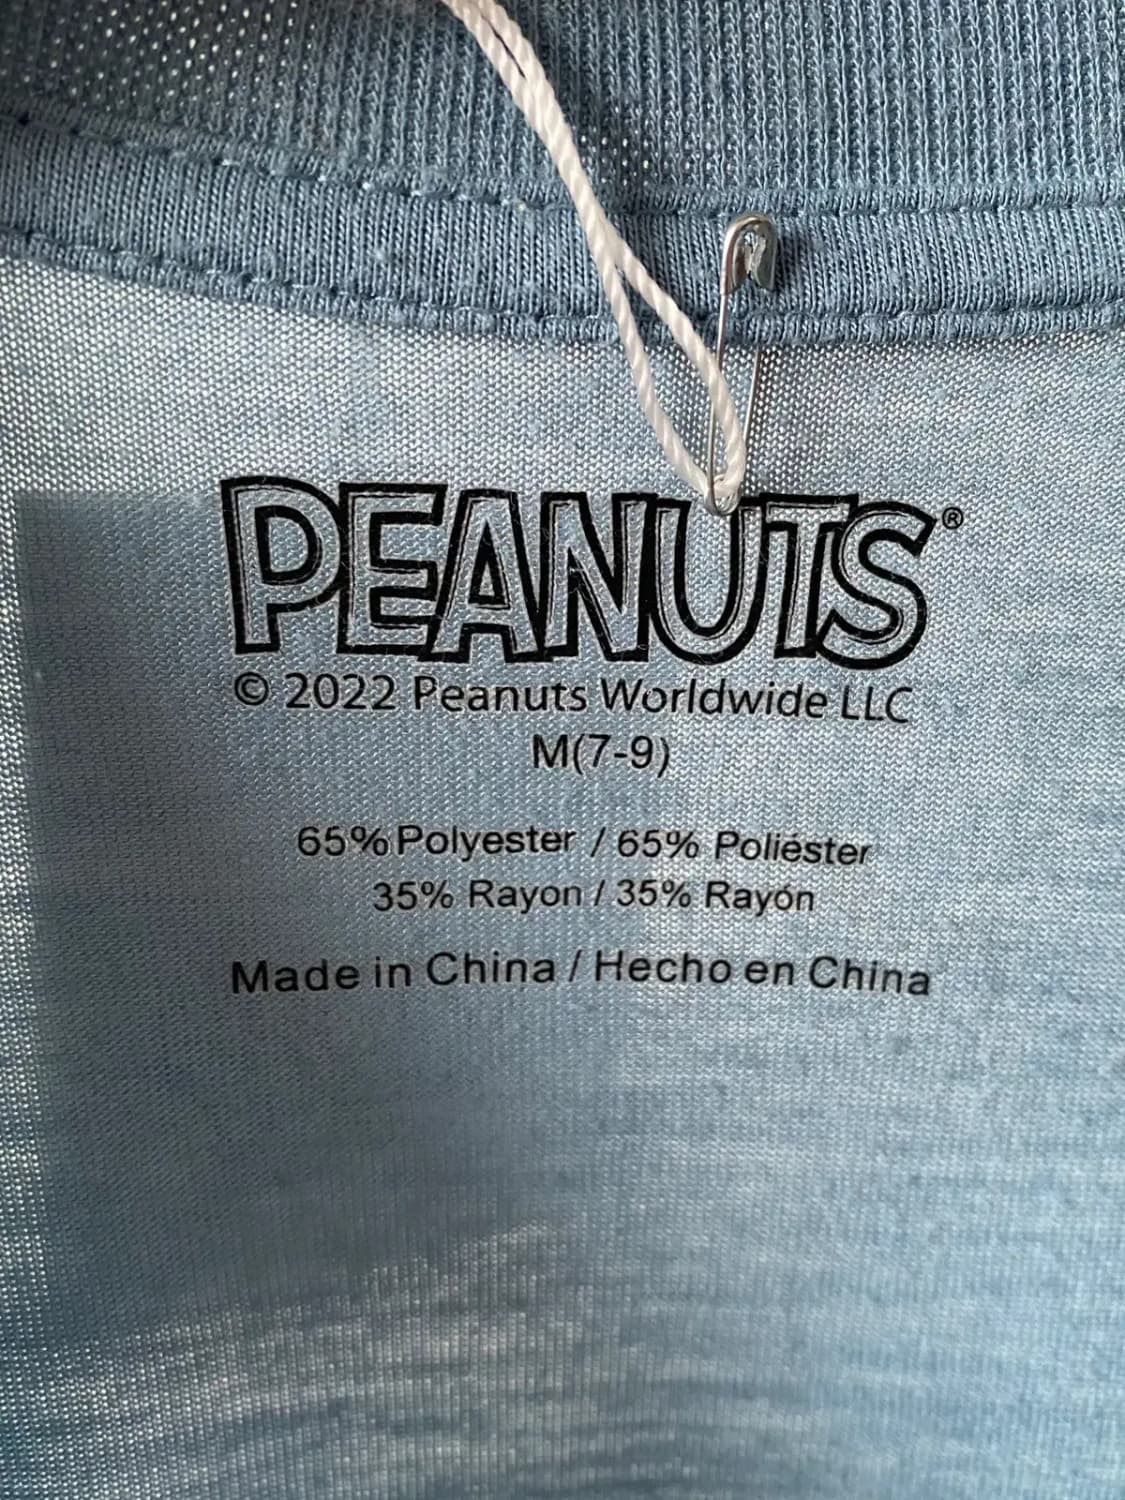 PEANUTS®
© 2022 Peanuts Worldwide LLC
M(7-9)
65% Polyester / 65% Poliéster
35% Rayon / 35% Rayón
Made in China / Hecho en China